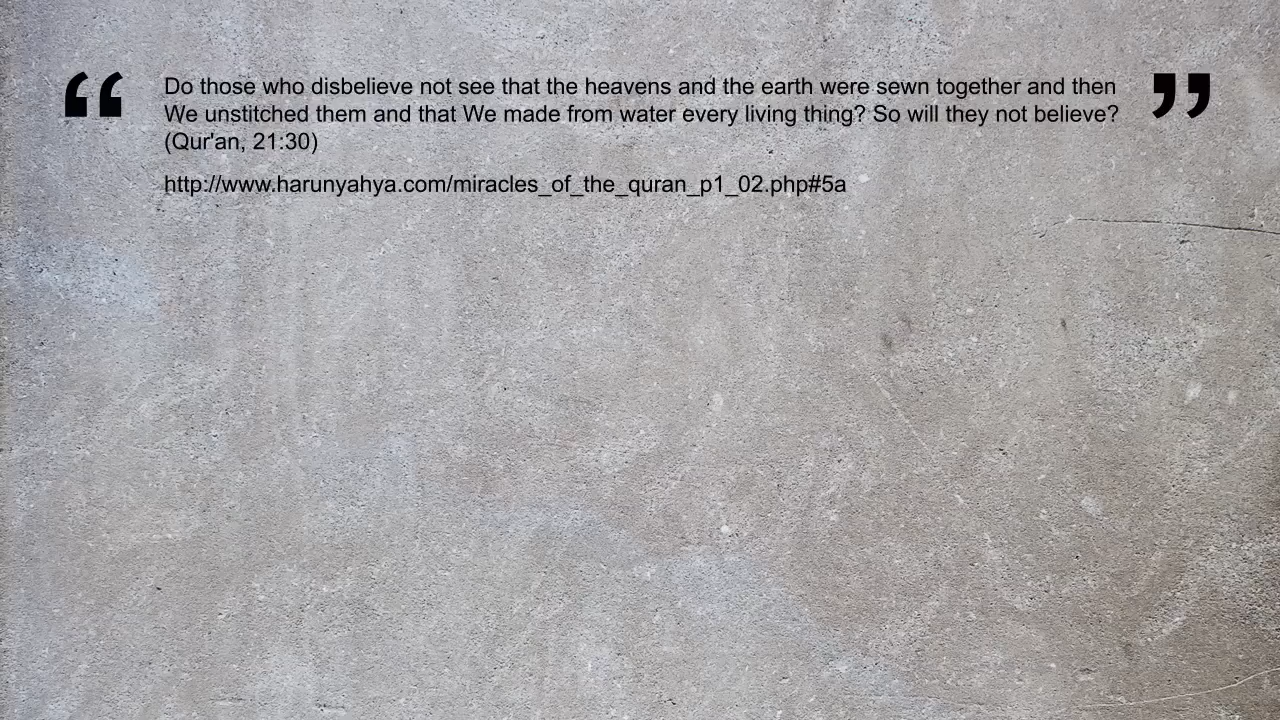 “ Do those who disbelieve not see that the heavens and the earth were sewn together and then ”
We unstitched them and that We made from water every living thing? So will they not believe?
(Qur'an, 21:30)
http://www.harunyahya.com/miracles_of_the_quran_p1_02.php#5a